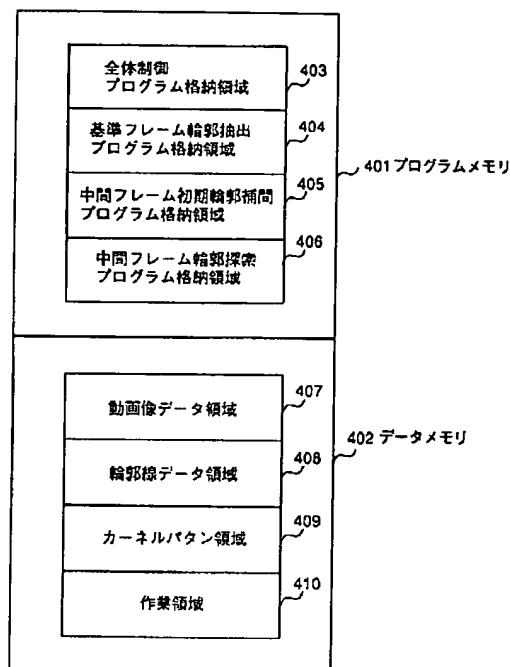 全体制御
プログラム格納領域
403
基準フレーム輪郭抽出
プログラム格納領域
404
401 プログラムメモリ
中間フレーム初期輪郭補間
プログラム格納領域
405
中間フレーム輪郭探索
プログラム格納領域
406
動画像データ領域
407
402 データメモリ
輪郭線データ領域
408
カーネルパタン領域
409
作業領域
410